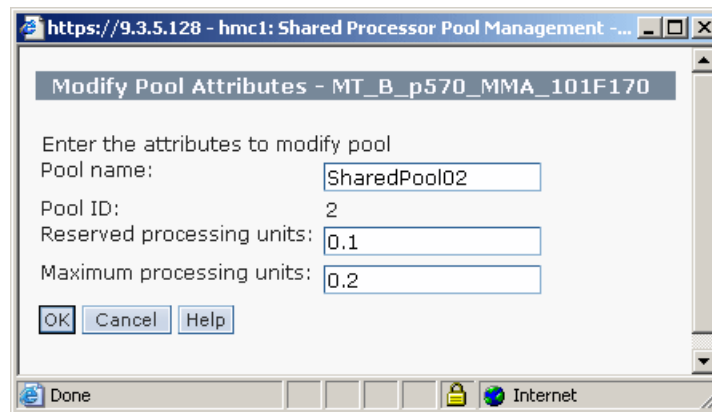 https://9.3.5.128 - hmc1: Shared Processor Pool Management -...
Modify Pool Attributes - MT_B_p570_MMA_101F170
Enter the attributes to modify pool
Pool name: SharedPool02
Pool ID: 2
Reserved processing units: 0.1
Maximum processing units: 0.2
OK Cancel Help
Done Internet